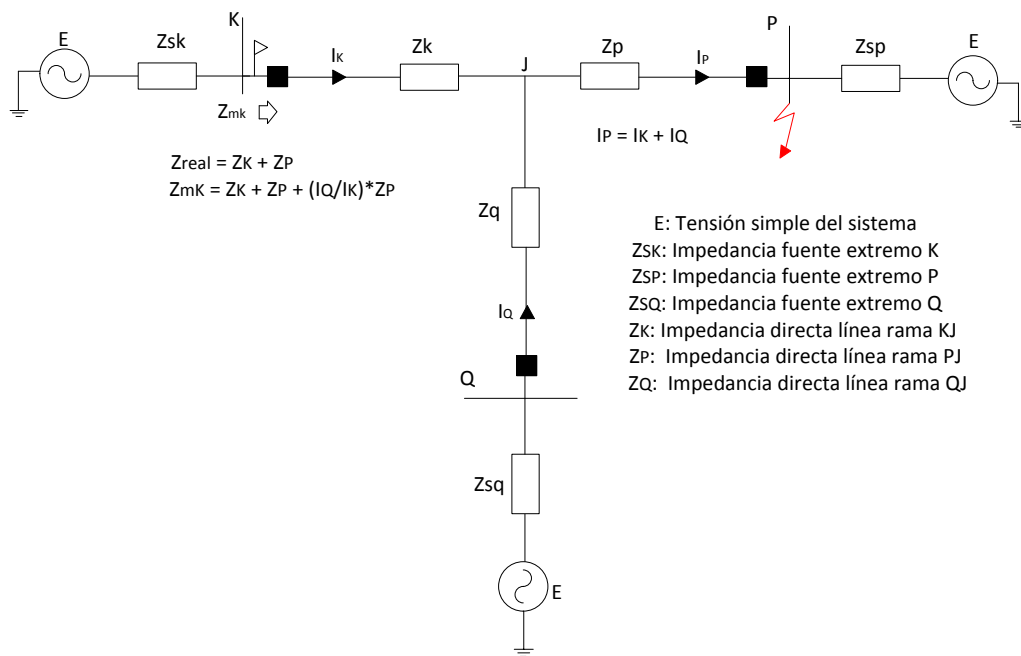 K
P
E
Zsk
IK
Zk
J
Zp
IP
Zsp
E
Zmk
IP = IK + IQ
Zreal = ZK + ZP
ZmK = ZK + ZP + (IQ/IK)*ZP
Zq
IQ
Q
E: Tensión simple del sistema
ZSK: Impedancia fuente extremo K
ZSP: Impedancia fuente extremo P
ZSQ: Impedancia fuente extremo Q
ZK: Impedancia directa línea rama KJ
ZP: Impedancia directa línea rama PJ
ZQ: Impedancia directa línea rama QJ
Zsq
E